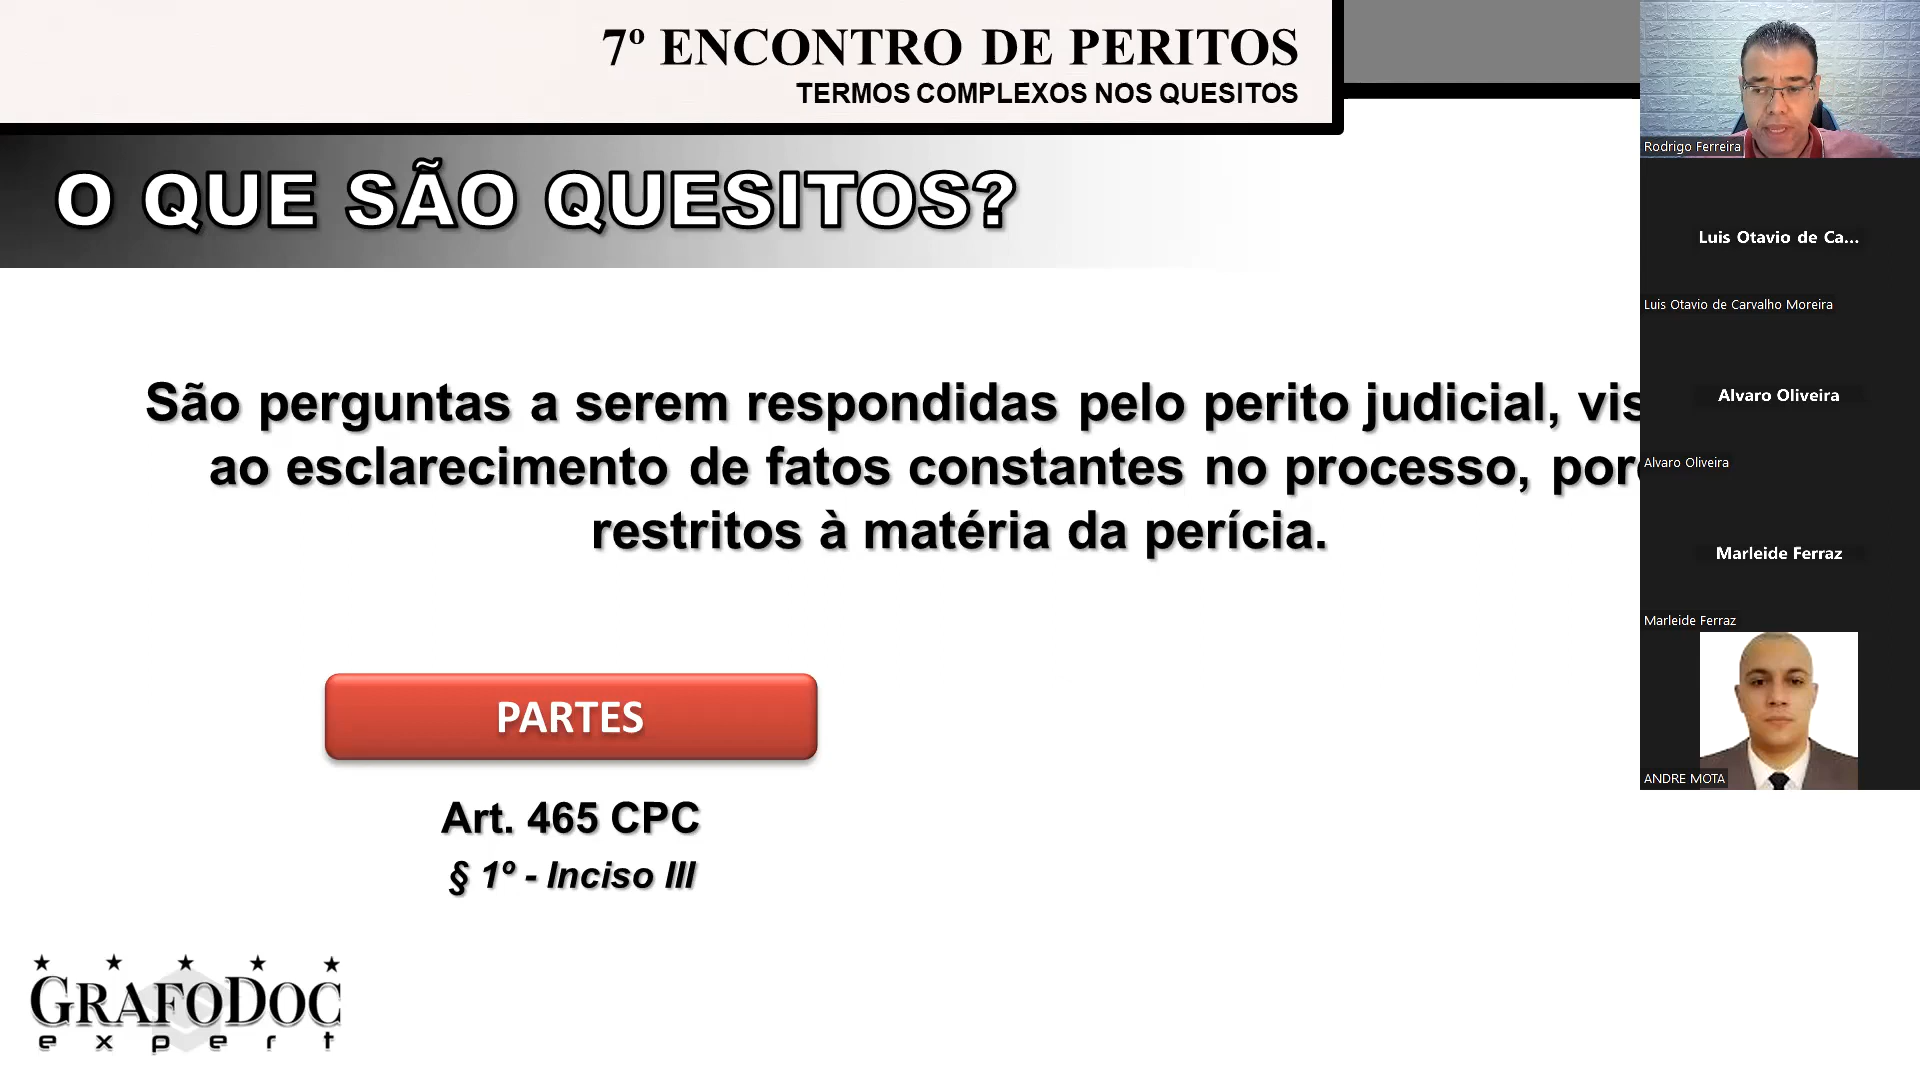 7º ENCONTRO DE PERITOS
TERMOS COMPLEXOS NOS QUESITOS
O QUE SÃO QUESITOS?
São perguntas a serem respondidas pelo perito judicial,
ao esclarecimento de fatos constantes no processo,
restritos à matéria da perícia.
PARTES
Art. 465 CPC
§ 1º - Inciso III
GRAFODOC
expert
Rodrigo Ferreira
Luis Otavio de Ca...
Luis Otavio de Carvalho Moreira
Alvaro Oliveira
Alvaro Oliveira
Marleide Ferraz
Marleide Ferraz
ANDRE MOTA